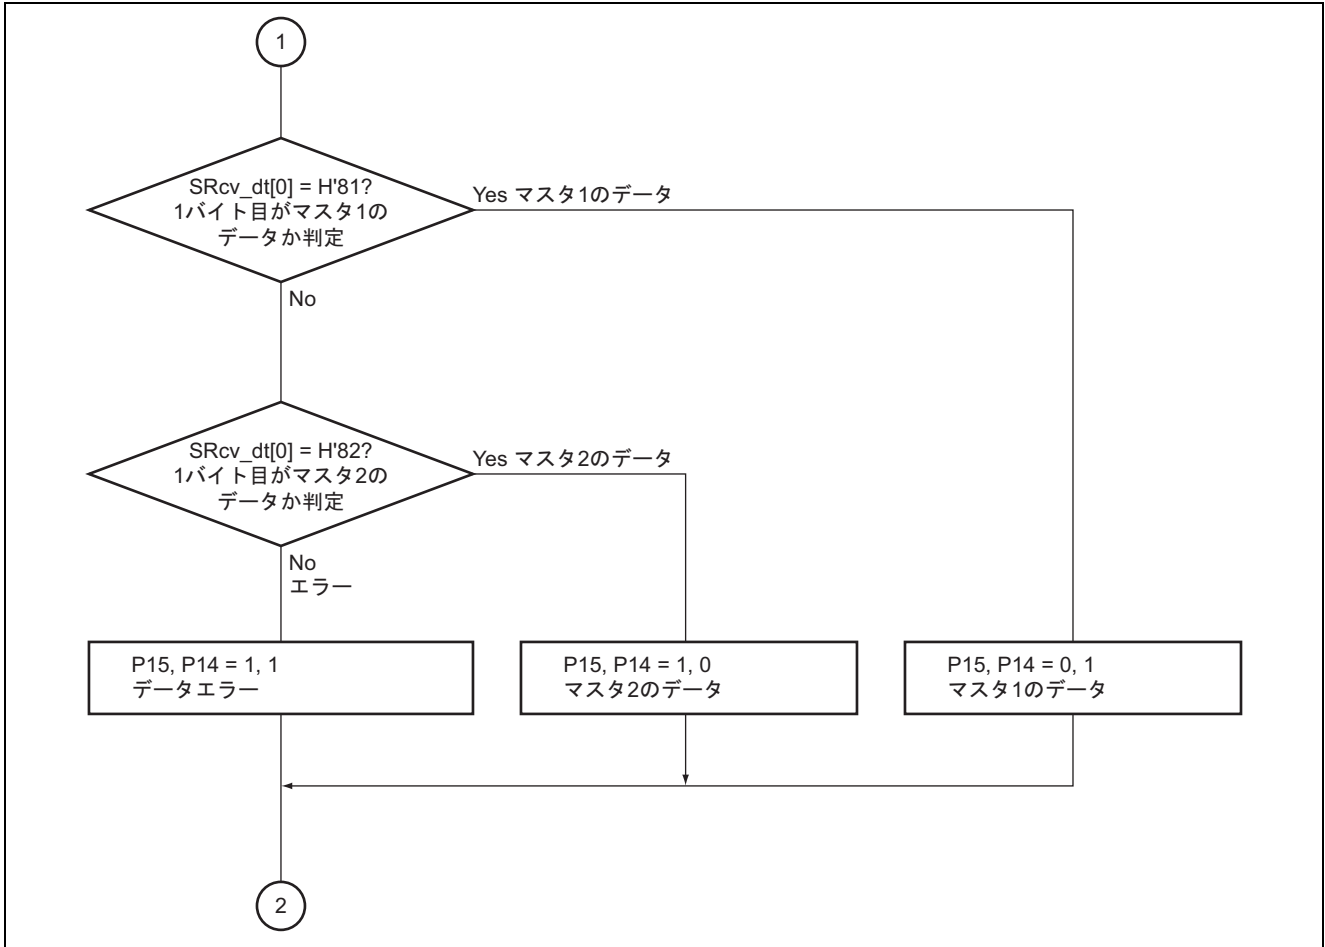 1
SRcv_dt[0] = H'81?
1バイト目がマスタ1の
データか判定
Yes マスタ1のデータ
No
SRcv_dt[0] = H'82?
1バイト目がマスタ2の
データか判定
Yes マスタ2のデータ
No
エラー
P15, P14 = 1, 1
データエラー
P15, P14 = 1, 0
マスタ2のデータ
P15, P14 = 0, 1
マスタ1のデータ
2